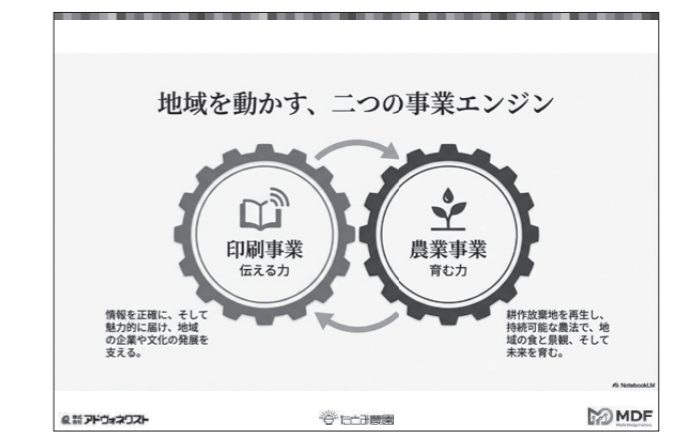 地域を動かす、二つの事業エンジン
印刷事業
伝える力
農業事業
育む力
情報を正確に、そして
魅力的に届け、地域
の企業や文化の発展を
支える。
耕作放棄地を再生し、
持続可能な農法で、地
域の食と景観、そして
未来を育む。
NotebookLM
株式会社 アドヴォネクスト
MDF